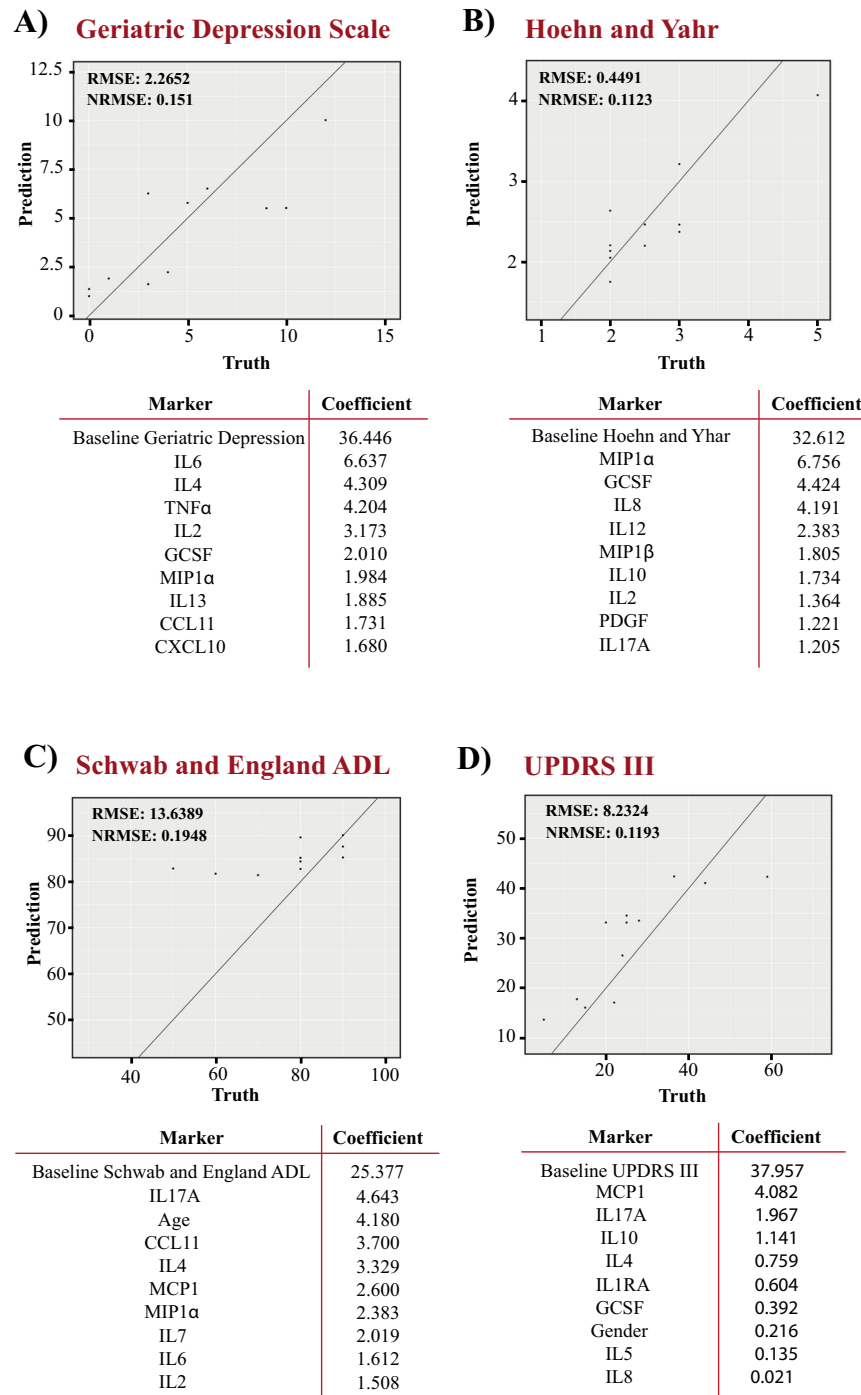 A) Geriatric Depression Scale
RMSE: 2.2652
NRMSE: 0.151
12.5
10
7.5
5
2.5
0
Prediction
0 5 10 15
Truth
Marker Coefficient
Baseline Geriatric Depression 36.446
IL6 6.637
IL4 4.309
TNFα 4.204
IL2 3.173
GCSF 2.010
MIP1α 1.984
IL13 1.885
CCL11 1.731
CXCL10 1.680
B) Hoehn and Yahr
RMSE: 0.4491
NRMSE: 0.1123
4
3
2
Prediction
1 2 3 4 5
Truth
Marker Coefficient
Baseline Hoehn and Yhar 32.612
MIP1α 6.756
GCSF 4.424
IL8 4.191
IL12 2.383
MIP1β 1.805
IL10 1.734
IL2 1.364
PDGF 1.221
IL17A 1.205
C) Schwab and England ADL
RMSE: 13.6389
NRMSE: 0.1948
90
80
70
60
50
Prediction
40 60 80 100
Truth
Marker Coefficient
Baseline Schwab and England ADL 25.377
IL17A 4.643
Age 4.180
CCL11 3.700
IL4 3.329
MCP1 2.600
MIP1α 2.383
IL7 2.019
IL6 1.612
IL2 1.508
D) UPDRS III
RMSE: 8.2324
NRMSE: 0.1193
50
40
30
20
10
Prediction
20 40 60
Truth
Marker Coefficient
Baseline UPDRS III 37.957
MCP1 4.082
IL17A 1.967
IL10 1.141
IL4 0.759
IL1RA 0.604
GCSF 0.392
Gender 0.216
IL5 0.135
IL8 0.021